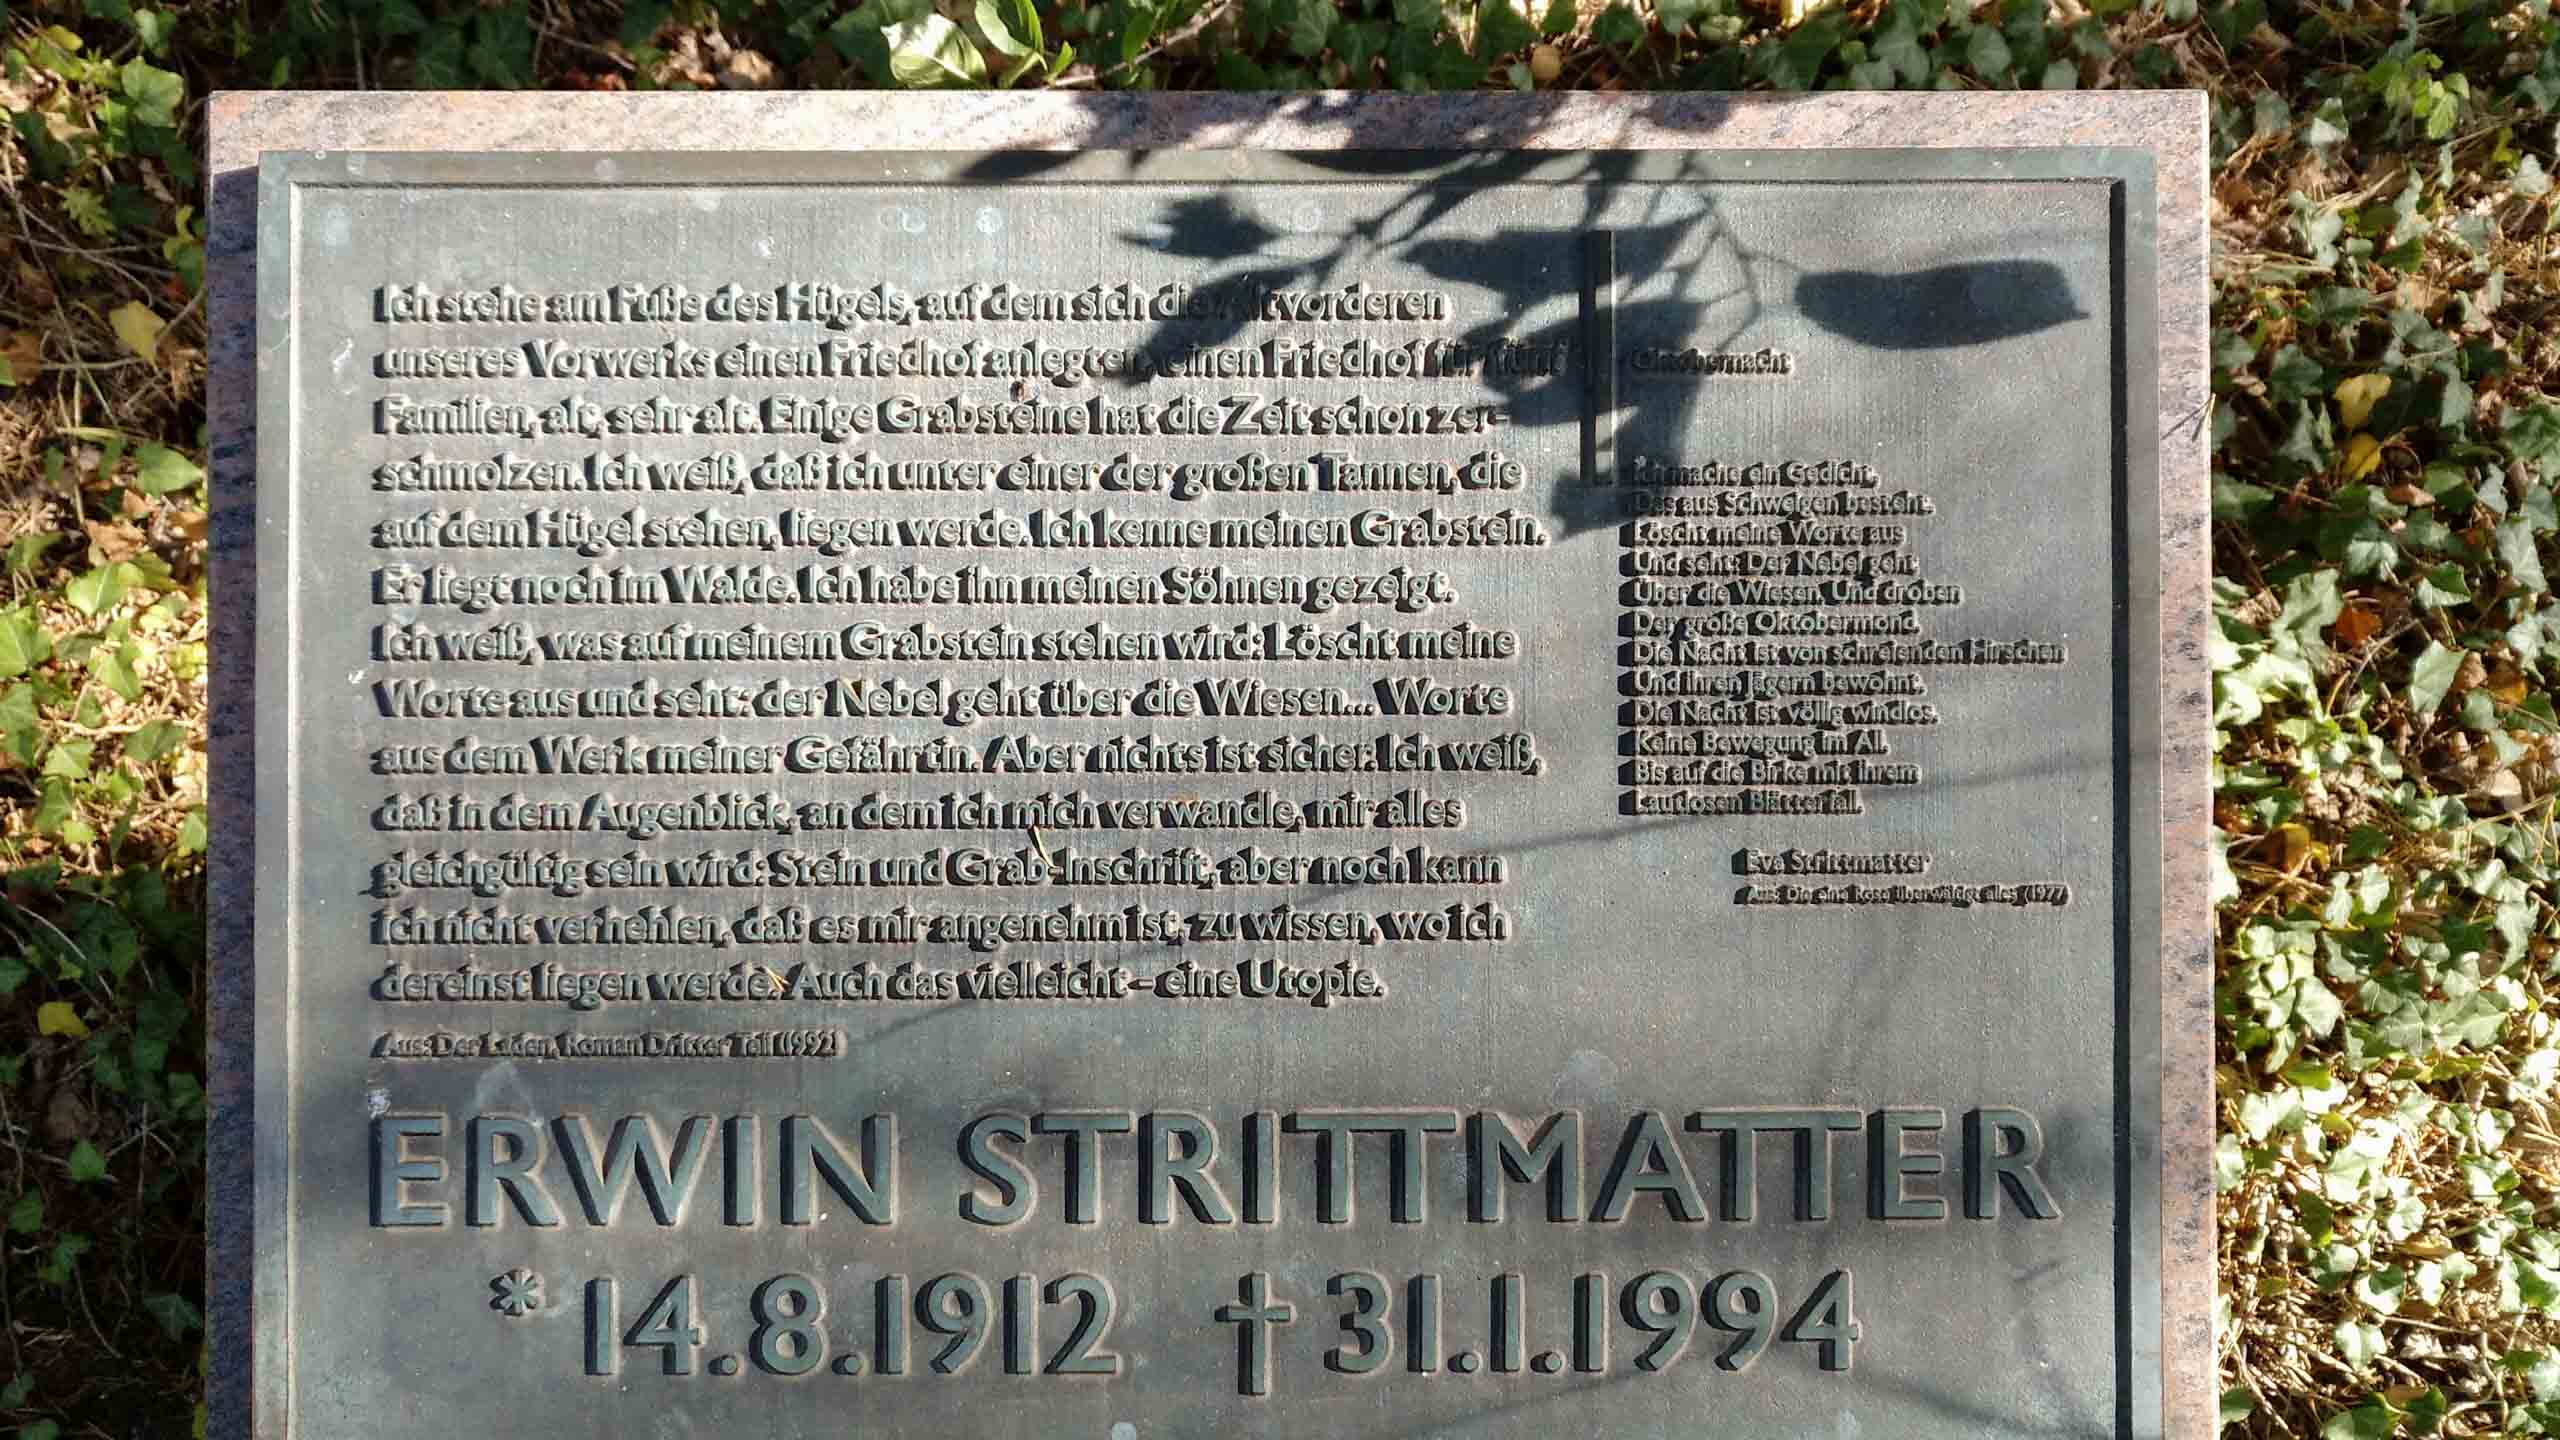 Ich stehe am Fuße des Hügels, auf dem sich die Altvorderen
unseres Vorwerks einen Friedhof anlegten, einen Friedhof für fünf
Familien, alt, sehr alt. Einige Grabsteine hat die Zeit schon zer-
schmolzen. Ich weiß, daß ich unter einer der großen Tannen, die
auf dem Hügel stehen, liegen werde. Ich kenne meinen Grabstein.
Er liegt noch im Walde. Ich habe ihn meinen Söhnen gezeigt.
Ich weiß, was auf meinem Grabstein stehen wird: Löscht meine
Worte aus und seht: der Nebel geht über die Wiesen... Worte
aus dem Werk meiner Gefährtin. Aber nichts ist sicher: Ich weiß,
daß in dem Augenblick, an dem ich mich verwandle, mir alles
gleichgültig sein wird: Stein und Grab-Inschrift, aber noch kann
ich nicht verhehlen, daß es mir angenehm ist, zu wissen, wo ich
dereinst liegen werde. Auch das vielleicht – eine Utopie.
Aus: Der Laden, Roman Dritter Teil (1992)
Oktobernacht
Ich mache ein Gedicht,
Das aus Schweigen besteht.
Löscht meine Worte aus
Und seht: Der Nebel geht
Über die Wiesen. Und droben
Der große Oktobermond.
Die Nacht ist von schreienden Hirschen
Und ihren Jägern bewohnt.
Die Nacht ist völlig windlos.
Keine Bewegung im All.
Bis auf die Birke mit ihrem
Lautlosen Blätterfall.
Eva Strittmatter
Aus: Die eine Rose überwältigt alles (1977)
ERWIN STRITTMATTER
* 14.8.1912 † 31.1.1994